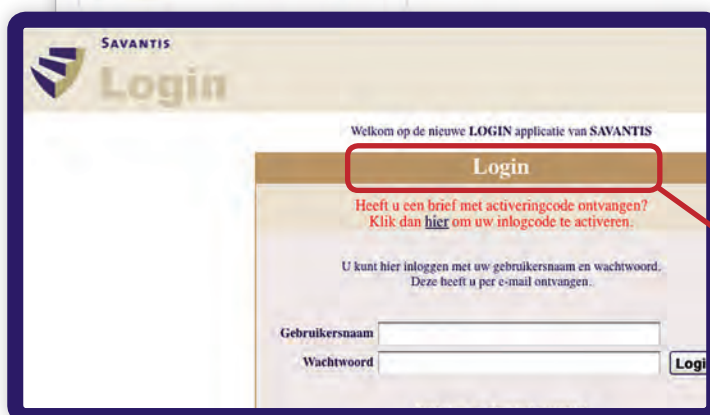 SAVANTIS
Login
Welkom op de nieuwe LOGIN applicatie van SAVANTIS
Login
Heeft u een brief met activeringcode ontvangen?
Klik dan hier om uw inlogcode te activeren.
U kunt hier inloggen met uw gebruikersnaam en wachtwoord.
Deze heeft u per e-mail ontvangen.
Gebruikersnaam
Wachtwoord
Logi